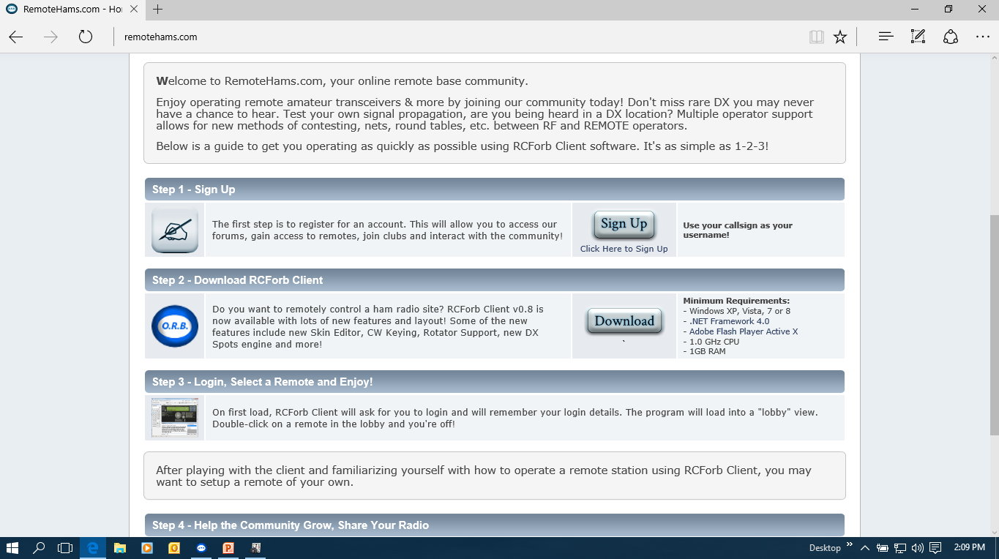 RemoteHams.com - Ho
remotehams.com
Welcome to RemoteHams.com, your online remote base community.
Enjoy operating remote amateur transceivers & more by joining our community today! Don't miss rare DX you may never
have a chance to hear. Test your own signal propagation, are you being heard in a DX location? Multiple operator support
allows for new methods of contesting, nets, round tables, etc. between RF and REMOTE operators.
Below is a guide to get you operating as quickly as possible using RCForb Client software. It's as simple as 1-2-3!
Step 1 - Sign Up
The first step is to register for an account. This will allow you to access our
forums, gain access to remotes, join clubs and interact with the community!
Sign Up
Click Here to Sign Up
Use your callsign as your
username!
Step 2 - Download RCForb Client
O.R.B.
Do you want to remotely control a ham radio site? RCForb Client v0.8 is
now available with lots of new features and layout! Some of the new
features include new Skin Editor, CW Keying, Rotator Support, new DX
Spots engine and more!
Download
`
Minimum Requirements:
- Windows XP, Vista, 7 or 8
- .NET Framework 4.0
- Adobe Flash Player Active X
- 1.0 GHz CPU
- 1GB RAM
Step 3 - Login, Select a Remote and Enjoy!
On first load, RCForb Client will ask for you to login and will remember your login details. The program will load into a "lobby" view.
Double-click on a remote in the lobby and you're off!
After playing with the client and familiarizing yourself with how to operate a remote station using RCForb Client, you may
want to setup a remote of your own.
Step 4 - Help the Community Grow, Share Your Radio
Desktop
2:09 PM